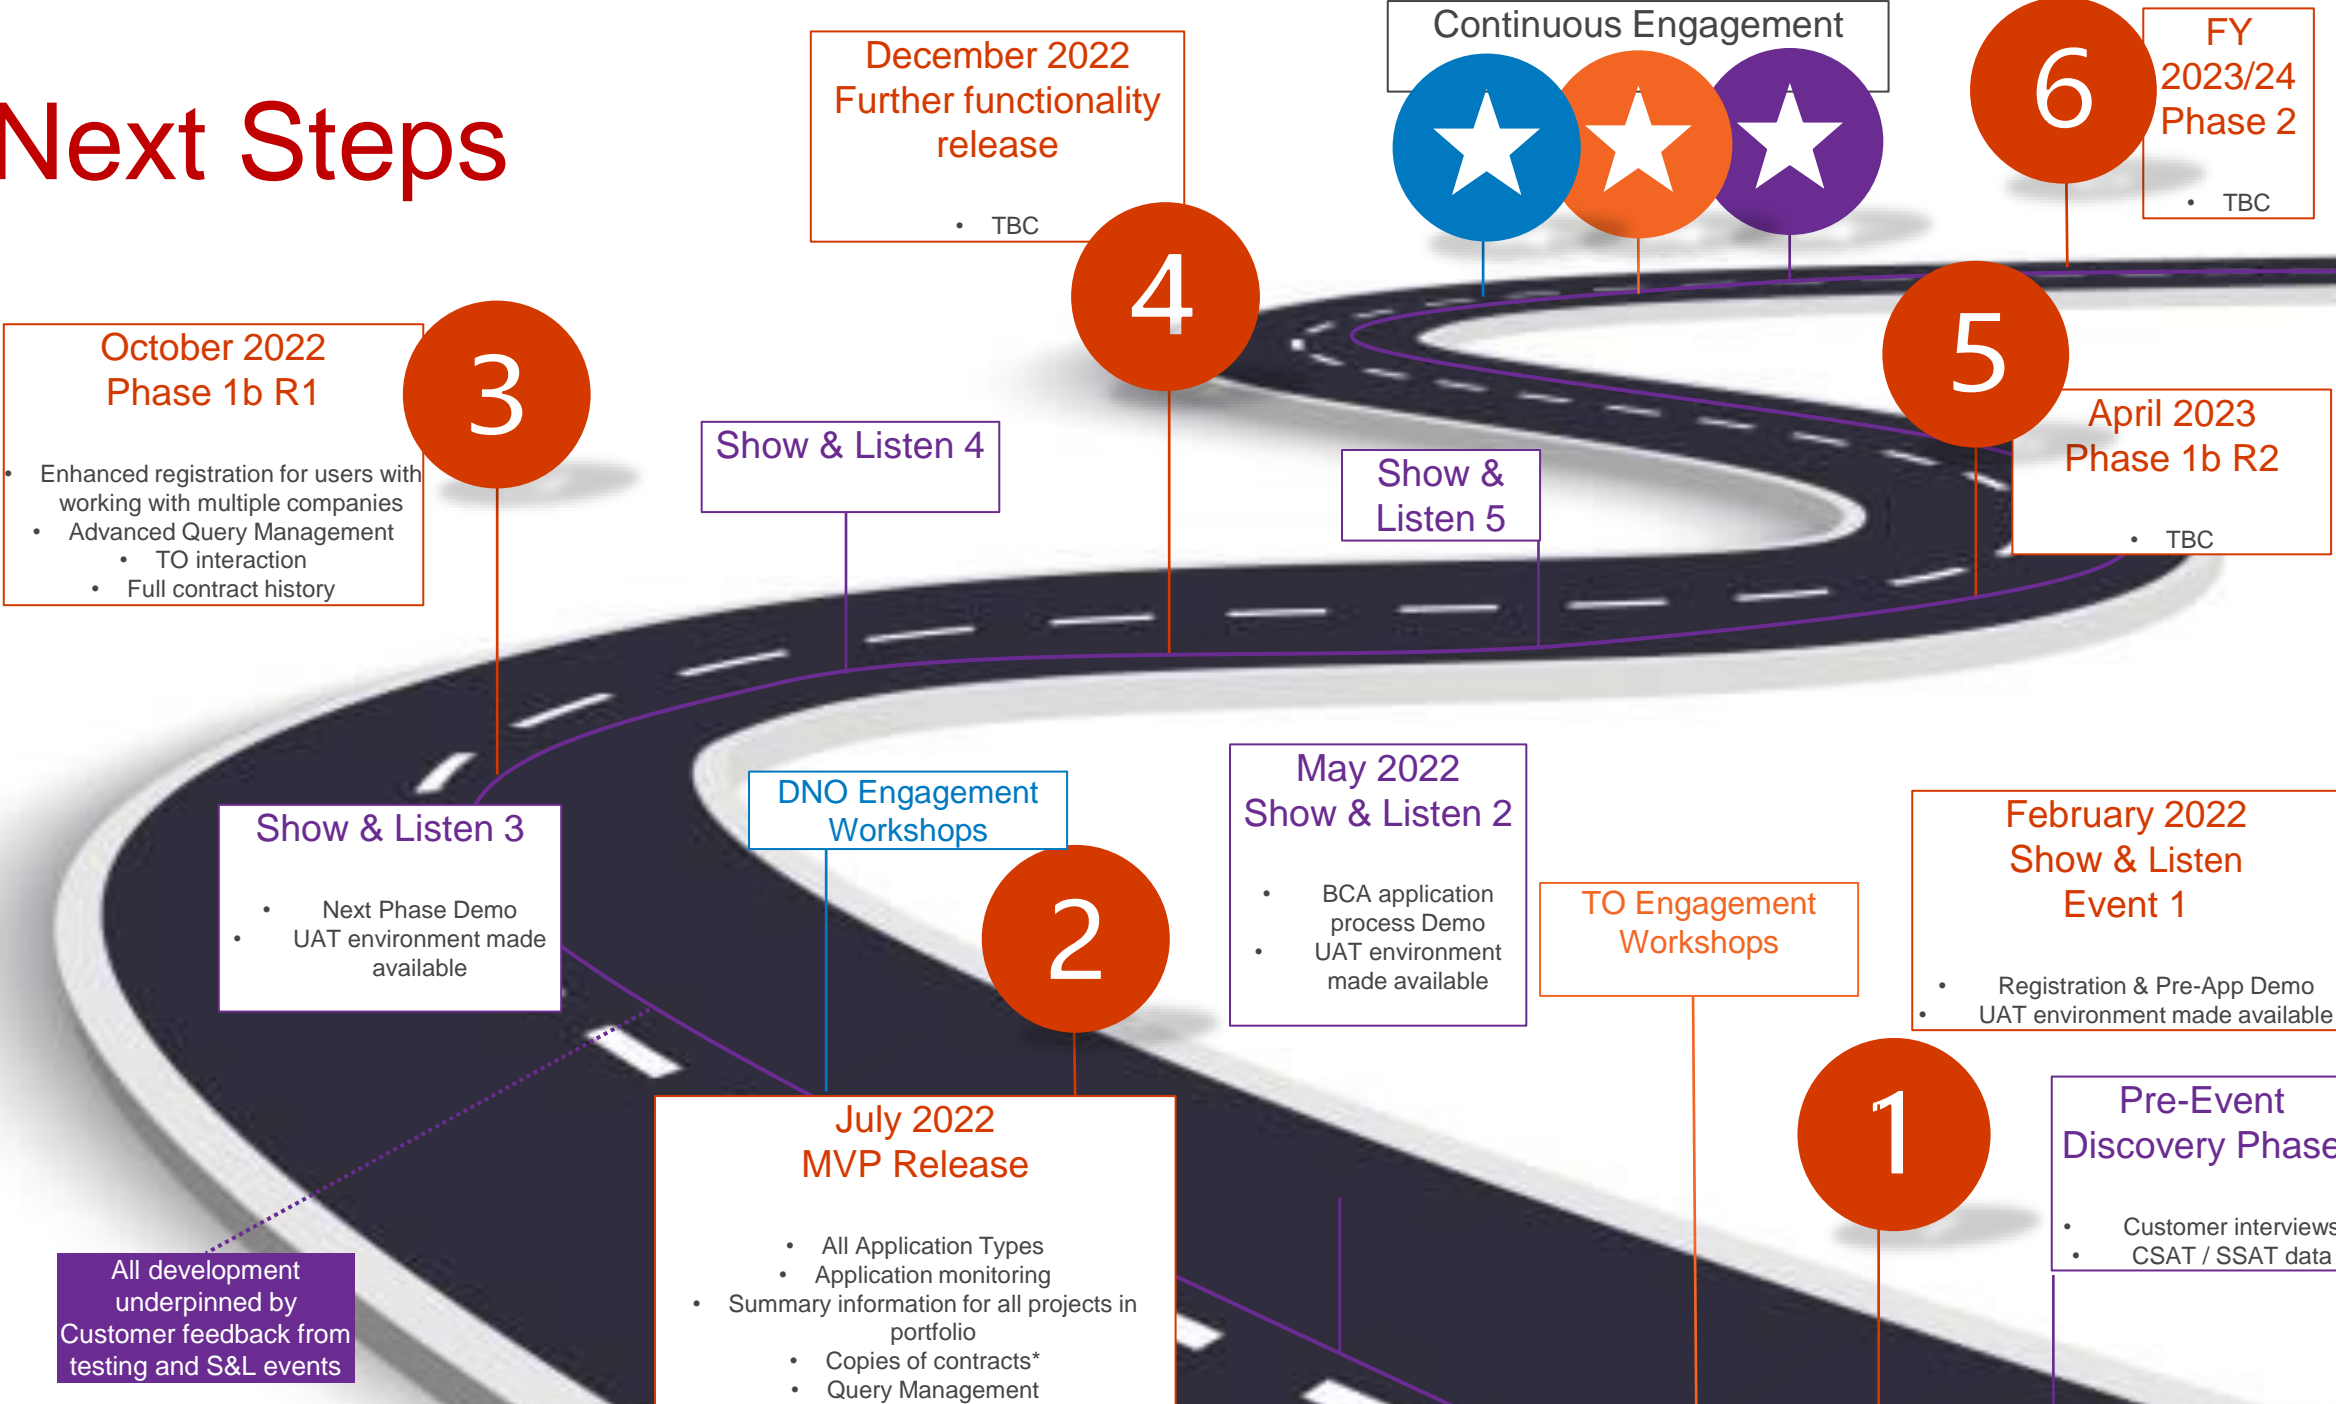 Next Steps
December 2022
Further functionality
release
• TBC
4
Continuous Engagement
6
FY
2023/24
Phase 2
• TBC
October 2022
Phase 1b R1
• Enhanced registration for users with
working with multiple companies
• Advanced Query Management
• TO interaction
• Full contract history
3
Show & Listen 4
Show &
Listen 5
5
April 2023
Phase 1b R2
• TBC
Show & Listen 3
• Next Phase Demo
• UAT environment made
available
DNO Engagement
Workshops
2
May 2022
Show & Listen 2
• BCA application
process Demo
• UAT environment
made available
TO Engagement
Workshops
February 2022
Show & Listen
Event 1
• Registration & Pre-App Demo
• UAT environment made available
1
Pre-Event
Discovery Phase
• Customer interviews
• CSAT / SSAT data
July 2022
MVP Release
• All Application Types
• Application monitoring
• Summary information for all projects in
portfolio
• Copies of contracts*
• Query Management
All development
underpinned by
Customer feedback from
testing and S&L events